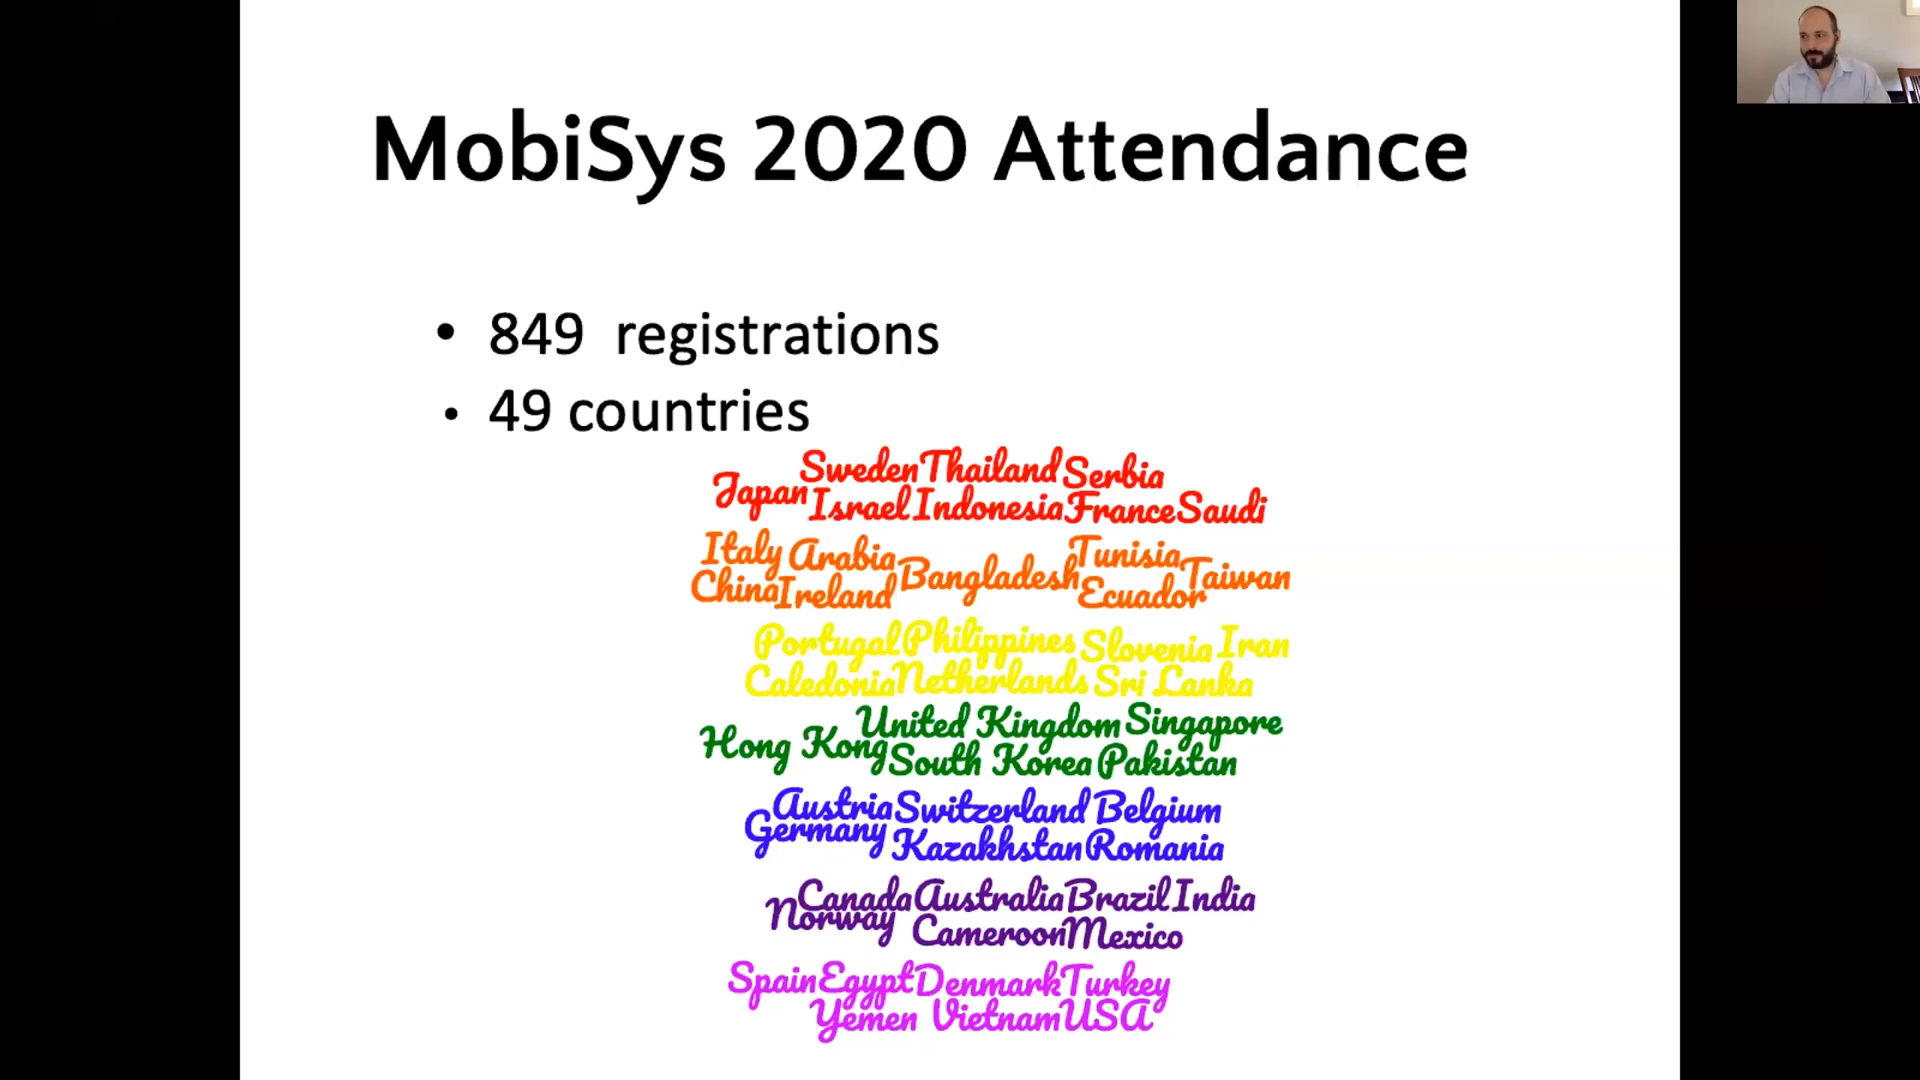 MobiSys 2020 Attendance
• 849 registrations
• 49 countries
Sweden Thailand Serbia
Japan Israel Indonesia France Saudi
Italy Arabia Bangladesh Tunisia Taiwan
China Ireland Ecuador
Portugal Philippines Slovenia Iran
Caledonia Netherlands Sri Lanka
United Kingdom Singapore
Hong Kong South Korea Pakistan
Austria Switzerland Belgium
Germany Kazakhstan Romania
Canada Australia Brazil India
Norway Cameroon Mexico
Spain Egypt Denmark Turkey
Yemen Vietnam USA